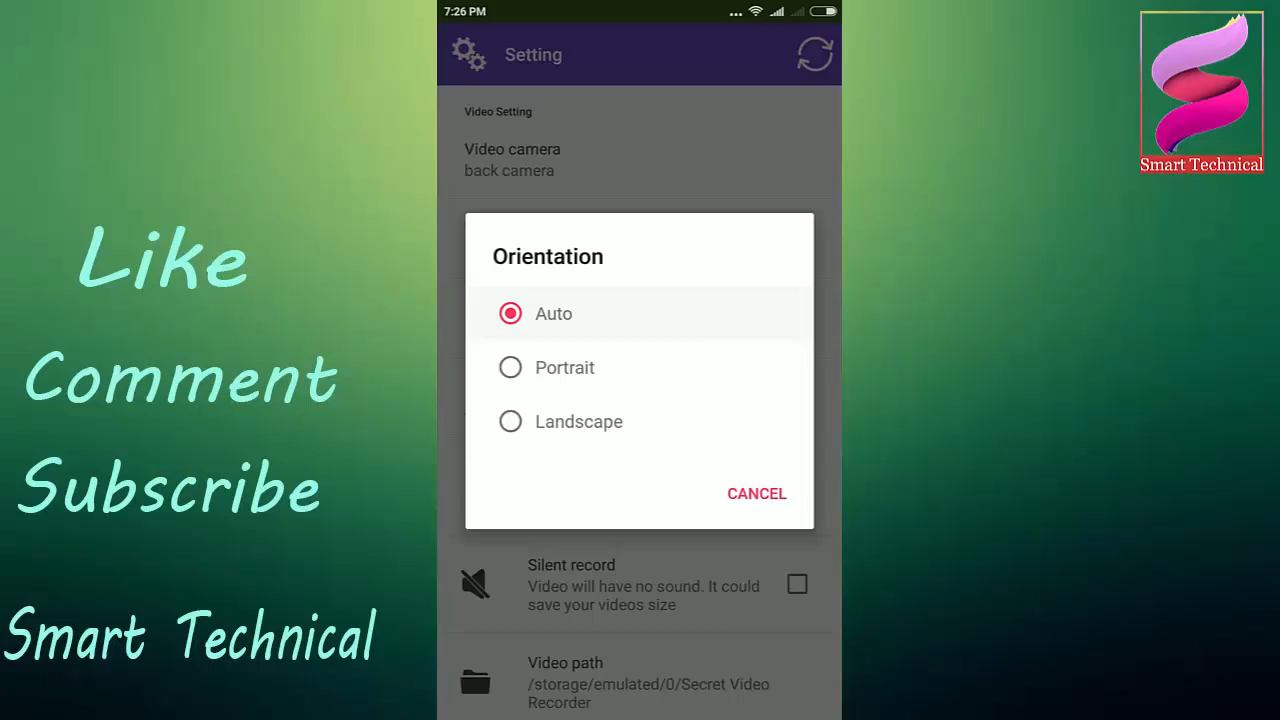 7:26 PM
Setting
Video Setting
Video camera
back camera
Orientation
Auto
Portrait
Landscape
CANCEL
Silent record
Video will have no sound. It could
save your videos size
Video path
/storage/emulated/0/Secret Video
Recorder
Like
Comment
Subscribe
Smart Technical
Smart Technical